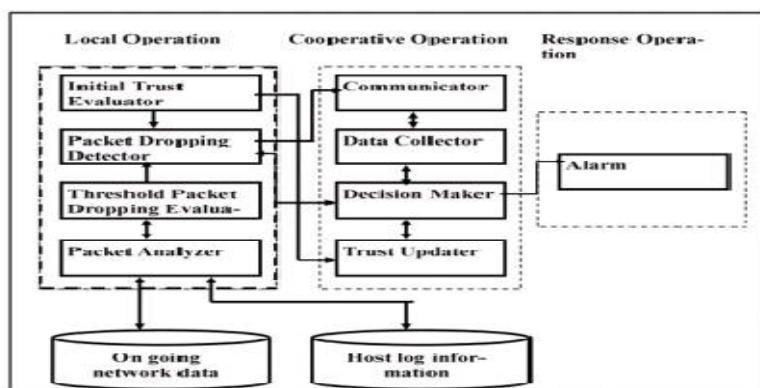 Local Operation
Cooperative Operation
Response Opera-
tion
Initial Trust
Evaluator
Packet Dropping
Detector
Threshold Packet
Dropping Evalua-
Packet Analyzer
Communicator
Data Collector
Decision Maker
Trust Updater
Alarm
On going
network data
Host log infor-
mation